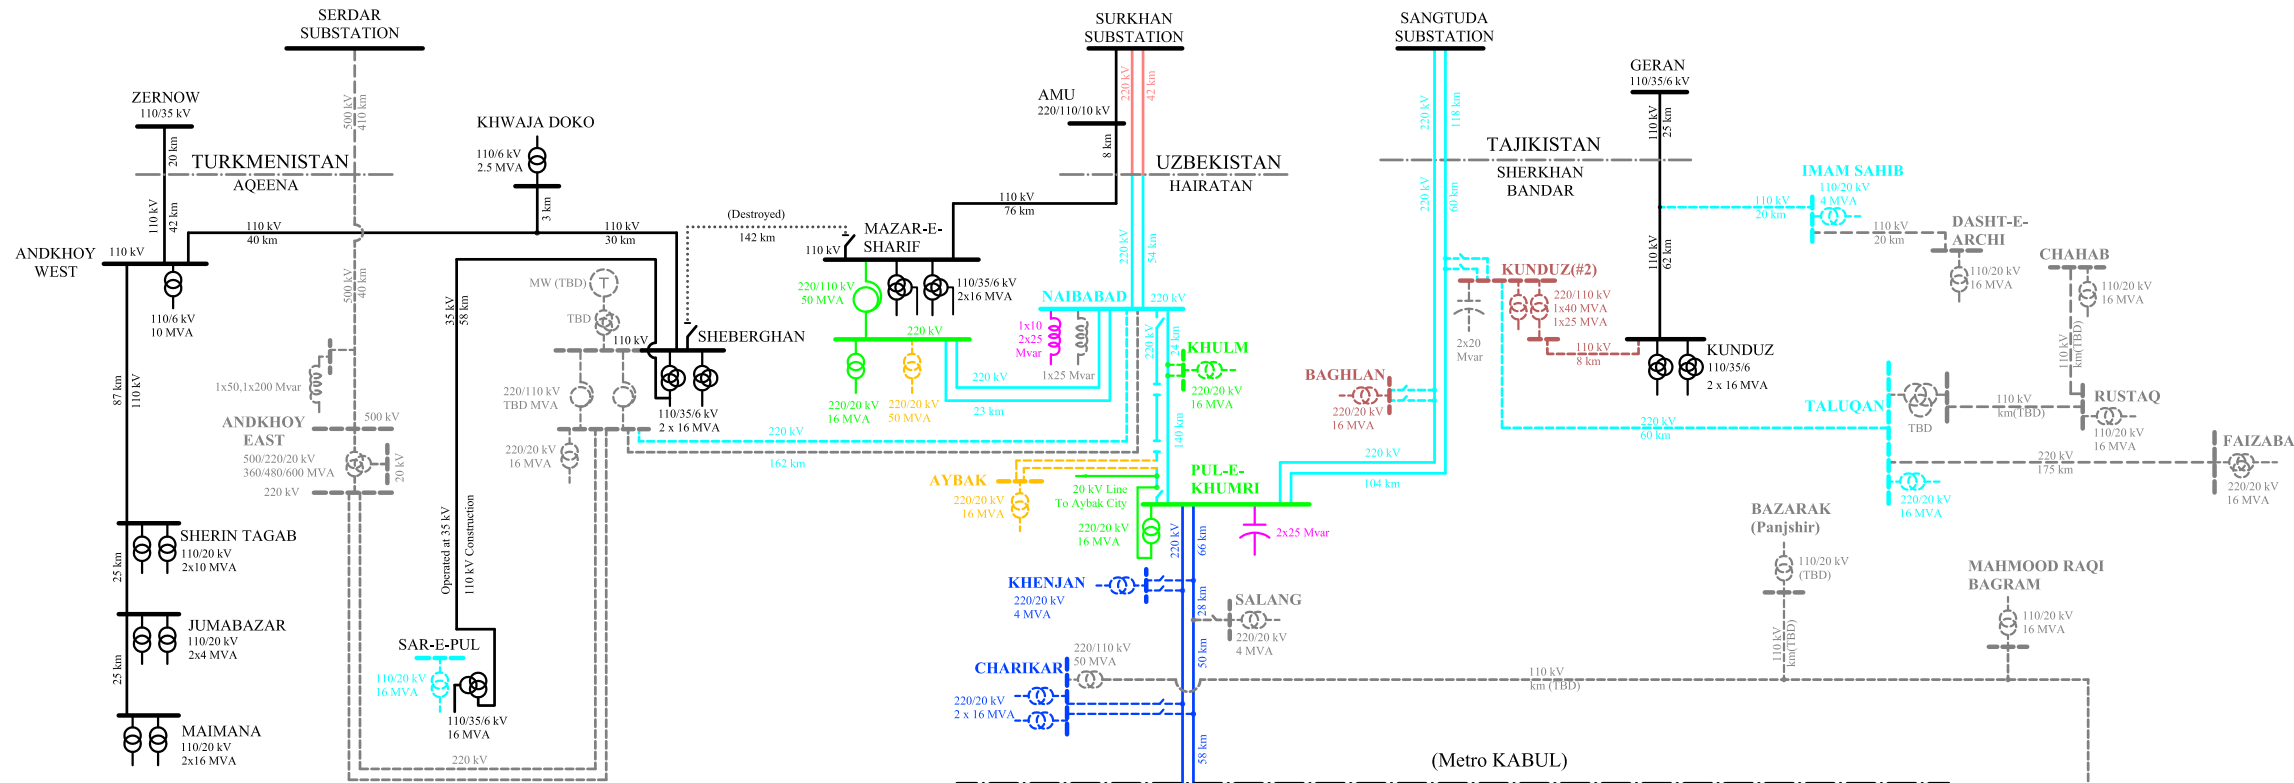 SERDAR
SUBSTATION
500 kV
410 km
ZERNOW
110/35 kV
20 km
TURKMENISTAN
AQEENA
110 kV
42 km
KHWAJA DOKO
110/6 kV
2.5 MVA
3 km
110 kV
40 km
110 kV
30 km
ANDKHOY
WEST
110 kV
110/6 kV
10 MVA
87 km
110 kV
SHERIN TAGAB
110/20 kV
2x10 MVA
25 km
JUMABAZAR
110/20 kV
2x4 MVA
25 km
MAIMANA
110/20 kV
2x16 MVA
500 kV
40 km
1x50,1x200 Mvar
ANDKHOY
EAST
500 kV
500/220/20 kV
360/480/600 MVA
20 kV
220 kV
220 kV
35 kV
58 km
Operated at 35 kV
110 kV Construction
SAR-E-PUL
110/20 kV
16 MVA
110/35/6 kV
16 MVA
MW (TBD)
T
TBD
110 kV
SHEBERGHAN
220/110 kV
TBD MVA
110/35/6 kV
2 x 16 MVA
220/20 kV
16 MVA
(Destroyed)
142 km
220 kV
162 km
SURKHAN
SUBSTATION
220 kV
42 km
AMU
220/110/10 kV
8 km
UZBEKISTAN
HAIRATAN
110 kV
76 km
MAZAR-E-
SHARIF
110 kV
110/35/6 kV
2x16 MVA
220/110 kV
50 MVA
220 kV
220/20 kV
16 MVA
220/20 kV
50 MVA
220 kV
23 km
220 kV
54 km
NAIBABAD
220 kV
1x10
2x25
Mvar
1x25 Mvar
220 kV
24 km
KHULM
220/20 kV
16 MVA
140 km
AYBAK
220/20 kV
16 MVA
20 kV Line
To Aybak City
PUL-E-
KHUMRI
220/20 kV
16 MVA
2x25 Mvar
220 kV
66 km
KHENJAN
220/20 kV
4 MVA
28 km
SALANG
220/20 kV
4 MVA
50 km
CHARIKAR
220/110 kV
50 MVA
220/20 kV
2 x 16 MVA
58 km
(Metro KABUL)
SANGTUDA
SUBSTATION
220 kV
118 km
TAJIKISTAN
SHERKHAN
BANDAR
220 kV
60 km
220 kV
104 km
GERAN
110/35/6 kV
110 kV
25 km
110 kV
62 km
110 kV
20 km
IMAM SAHIB
110/20 kV
4 MVA
110 kV
20 km
DASHT-E-
ARCHI
110/20 kV
16 MVA
CHAHAB
110/20 kV
16 MVA
110 kV
km(TBD)
KUNDUZ(#2)
220/110 kV
1x40 MVA
1x25 MVA
2x20
Mvar
110 kV
8 km
KUNDUZ
110/35/6
2 x 16 MVA
BAGHLAN
220/20 kV
16 MVA
220 kV
60 km
TALUQAN
TBD
110 kV
km(TBD)
RUSTAQ
110/20 kV
16 MVA
220/20 kV
16 MVA
220 kV
175 km
FAIZABA
220/20 kV
16 MVA
BAZARAK
(Panjshir)
110/20 kV
(TBD)
110 kV
km(TBD)
MAHMOOD RAQI
BAGRAM
110/20 kV
16 MVA
110 kV
km (TBD)